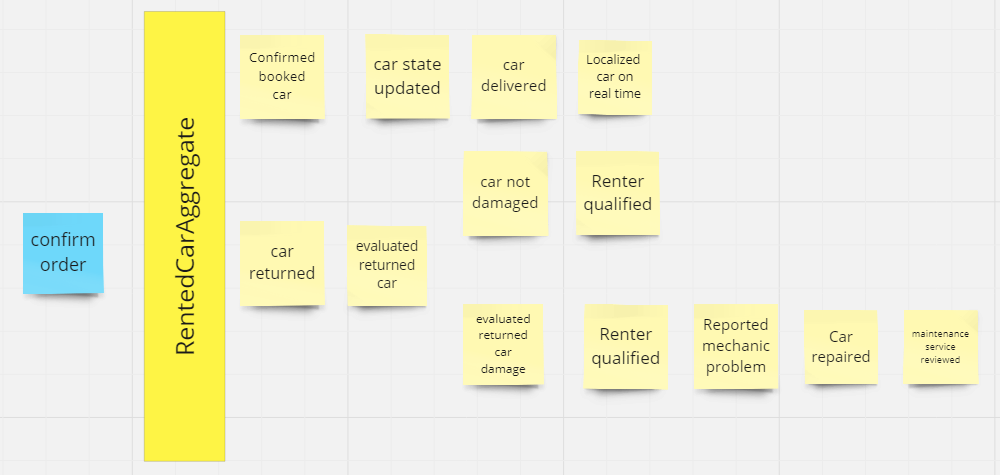 confirm
order
RentedCarAggregate
Confirmed
booked
car
car state
updated
car
delivered
Localized
car on
real time
car not
damaged
Renter
qualified
car
returned
evaluated
returned
car
evaluated
returned
car
damage
Renter
qualified
Reported
mechanic
problem
Car
repaired
maintenance
service
reviewed